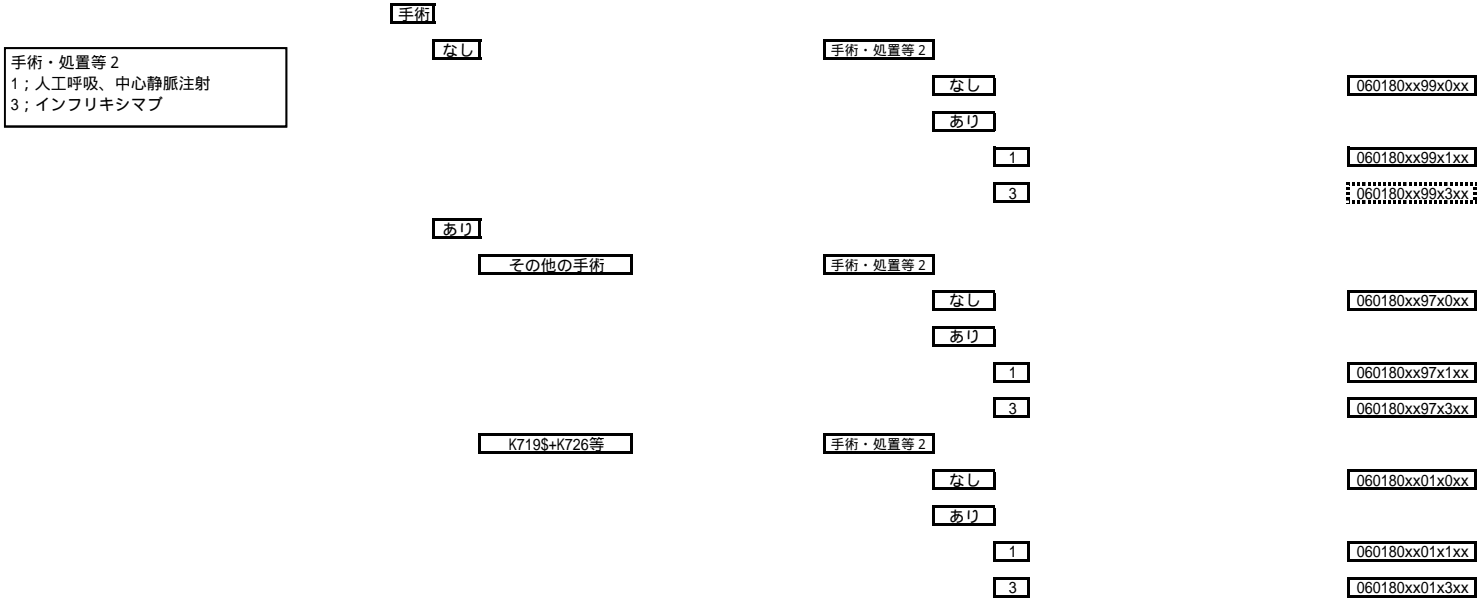 手術
手術・処置等２
1；人工呼吸、中心静脈注射
3；インフリキシマブ
なし
手術・処置等２
なし
060180xx99x0xx
あり
1
060180xx99x1xx
3
060180xx99x3xx
あり
その他の手術
手術・処置等２
なし
060180xx97x0xx
あり
1
060180xx97x1xx
3
060180xx97x3xx
K719$+K726等
手術・処置等２
なし
060180xx01x0xx
あり
1
060180xx01x1xx
3
060180xx01x3xx